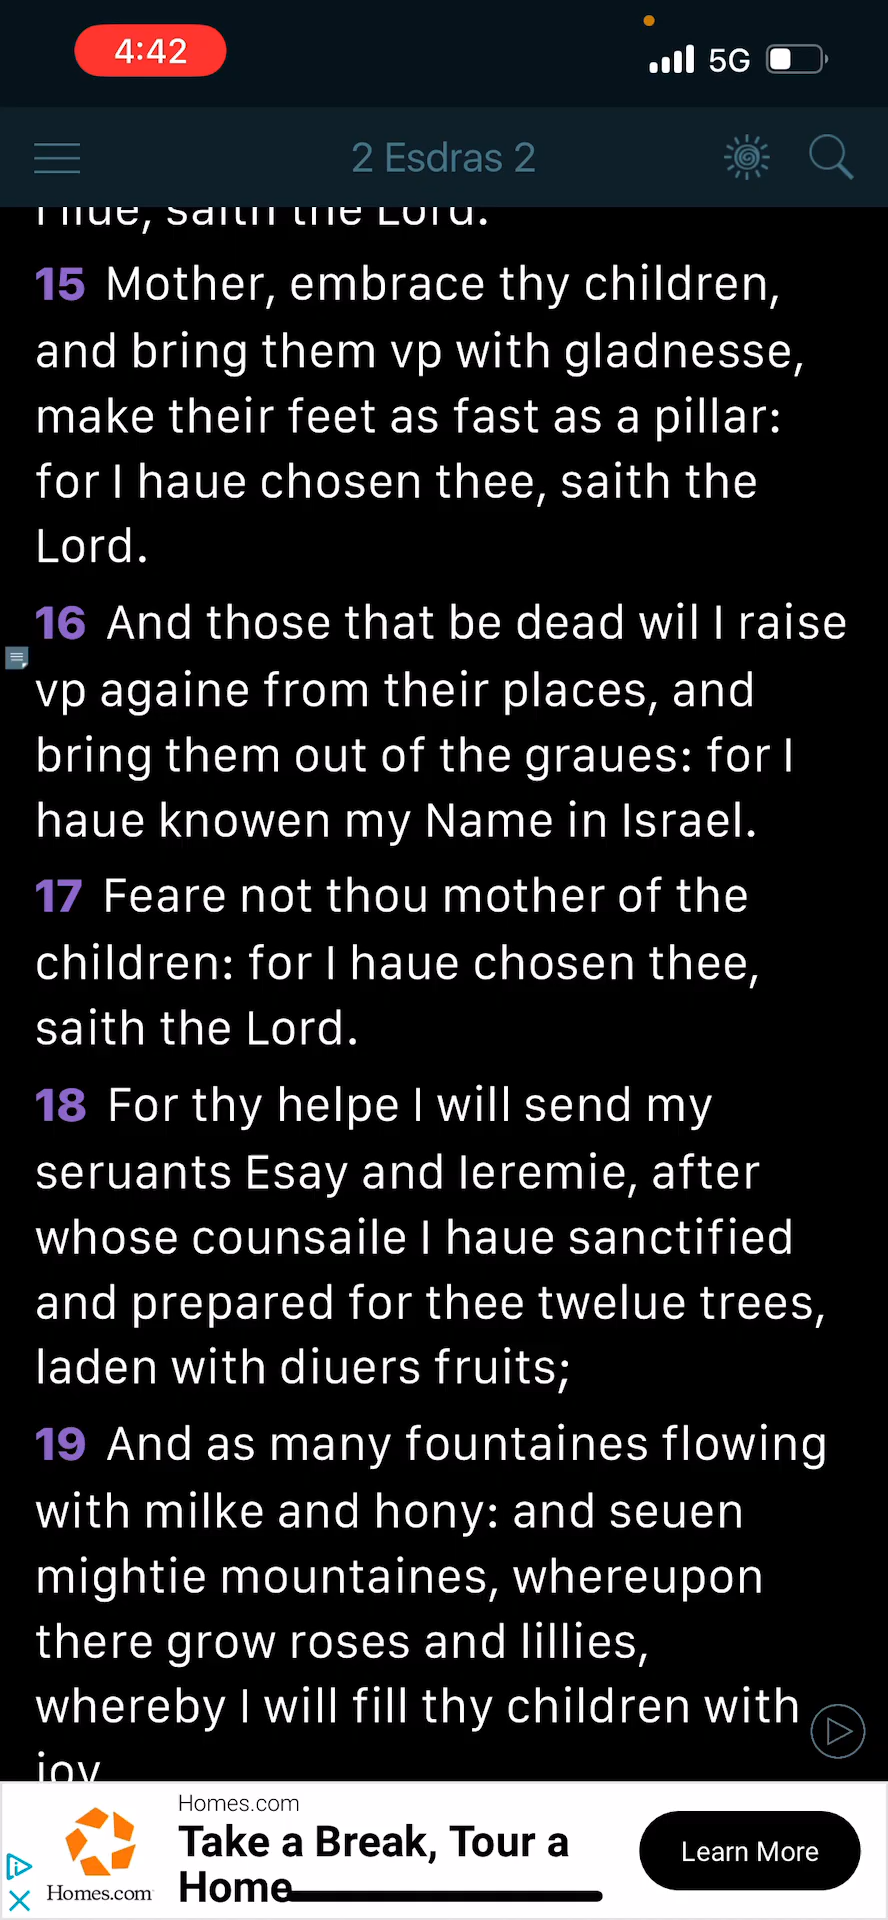 4:42
5G
2 Esdras 2
I liue, saith the Lord.
15 Mother, embrace thy children,
and bring them vp with gladnesse,
make their feet as fast as a pillar:
for I haue chosen thee, saith the
Lord.
16 And those that be dead wil I raise
vp againe from their places, and
bring them out of the graues: for I
haue knowen my Name in Israel.
17 Feare not thou mother of the
children: for I haue chosen thee,
saith the Lord.
18 For thy helpe I will send my
seruants Esay and Ieremie, after
whose counsaile I haue sanctified
and prepared for thee twelue trees,
laden with diuers fruits;
19 And as many fountaines flowing
with milke and hony: and seuen
mightie mountaines, whereupon
there grow roses and lillies,
whereby I will fill thy children with
ioy
Homes.com
Take a Break, Tour a
Home
Learn More
Homes.com